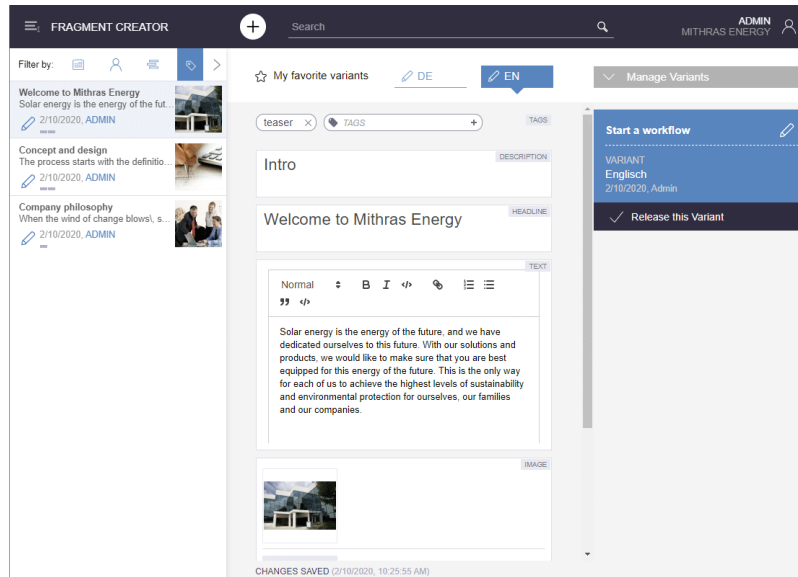 FRAGMENT CREATOR
Search
ADMIN
MITHRAS ENERGY
Filter by:
Welcome to Mithras Energy
Solar energy is the energy of the fut...
2/10/2020, ADMIN
Concept and design
The process starts with the definitio...
2/10/2020, ADMIN
Company philosophy
When the wind of change blows\, s...
2/10/2020, ADMIN
My favorite variants
DE
EN
teaser ×
TAGS +
TAGS
DESCRIPTION
Intro
HEADLINE
Welcome to Mithras Energy
TEXT
Normal B I </>
</>
Solar energy is the energy of the future, and we have
dedicated ourselves to this future. With our solutions and
products, we would like to make sure that you are best
equipped for this energy of the future. This is the only way
for each of us to achieve the highest levels of sustainability
and environmental protection for ourselves, our families
and our companies.
IMAGE
CHANGES SAVED (2/10/2020, 10:25:55 AM)
Manage Variants
Start a workflow
VARIANT
Englisch
2/10/2020, Admin
Release this Variant